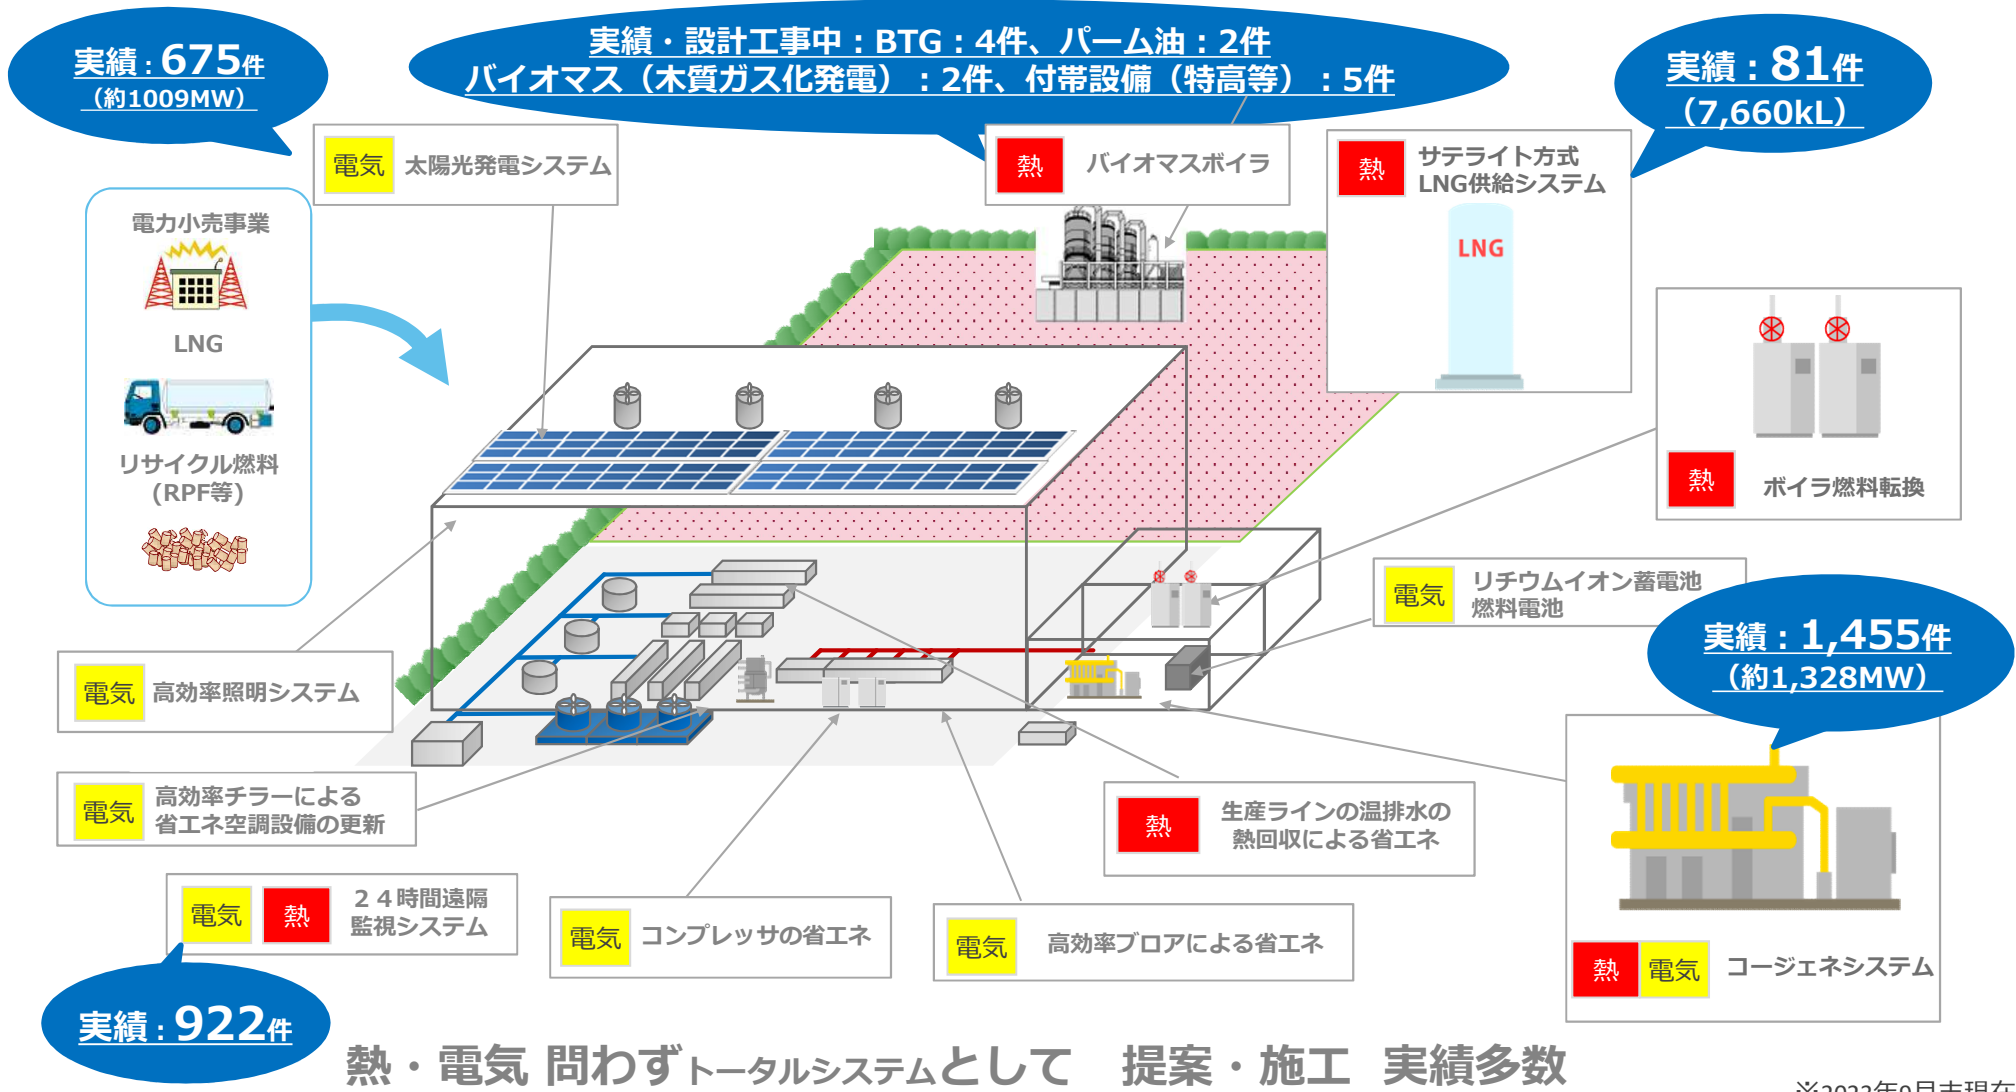 実績：675件
（約1009MW）
実績・設計工事中：BTG：4件、パーム油：2件
バイオマス（木質ガス化発電）：2件、付帯設備（特高等）：5件
実績：81件
（7,660kL）
電気 太陽光発電システム
熱 バイオマスボイラ
熱 サテライト方式
LNG供給システム
LNG
電力小売事業
LNG
リサイクル燃料
(RPF等)
熱 ボイラ燃料転換
電気 リチウムイオン蓄電池
燃料電池
実績：1,455件
（約1,328MW）
電気 高効率照明システム
電気 高効率チラーによる
省エネ空調設備の更新
熱 生産ラインの温排水の
熱回収による省エネ
電気 熱 ２４時間遠隔
監視システム
電気 コンプレッサの省エネ
電気 高効率ブロアによる省エネ
熱 電気 コージェネシステム
実績：922件
熱・電気 問わずトータルシステムとして 提案・施工 実績多数